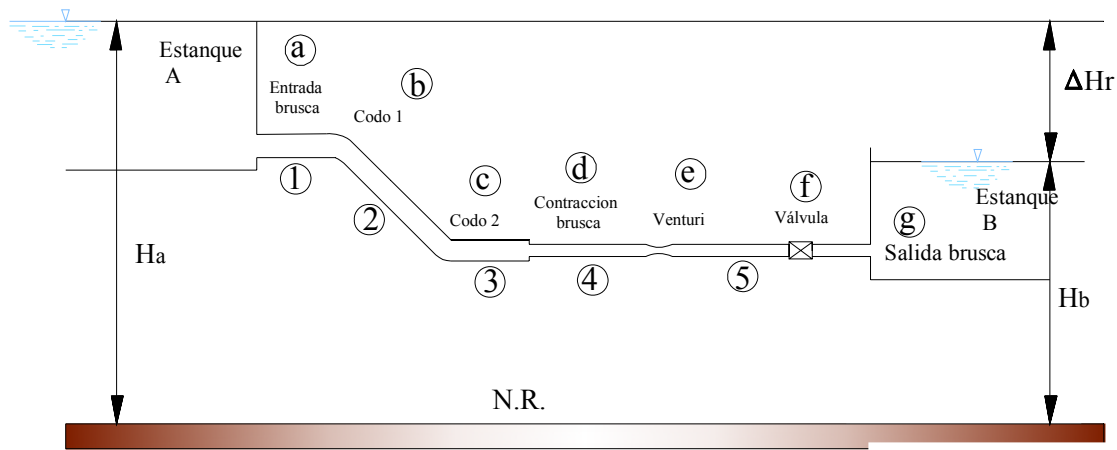 Estanque
A
a
Entrada
brusca
b
Codo 1
c
Codo 2
d
Contraccion
brusca
e
Venturi
f
Válvula
g
Salida brusca
Estanque
B
ΔHr
1
2
3
4
5
Ha
Hb
N.R.